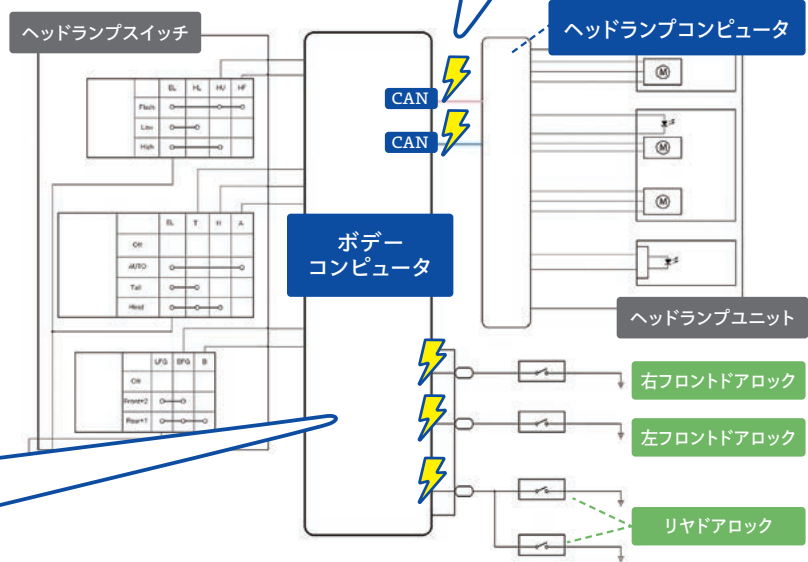 ヘッドランプスイッチ
ヘッドランプコンピュータ
EL HL HU HF
Flash
Low
High
CAN
CAN
M
M
M
EL T H A
Off
AUTO
Tail
Head
ボデー
コンピュータ
ヘッドランプユニット
LFG BFG B
Off
Front*2
Rear*1
右フロントドアロック
左フロントドアロック
リヤドアロック